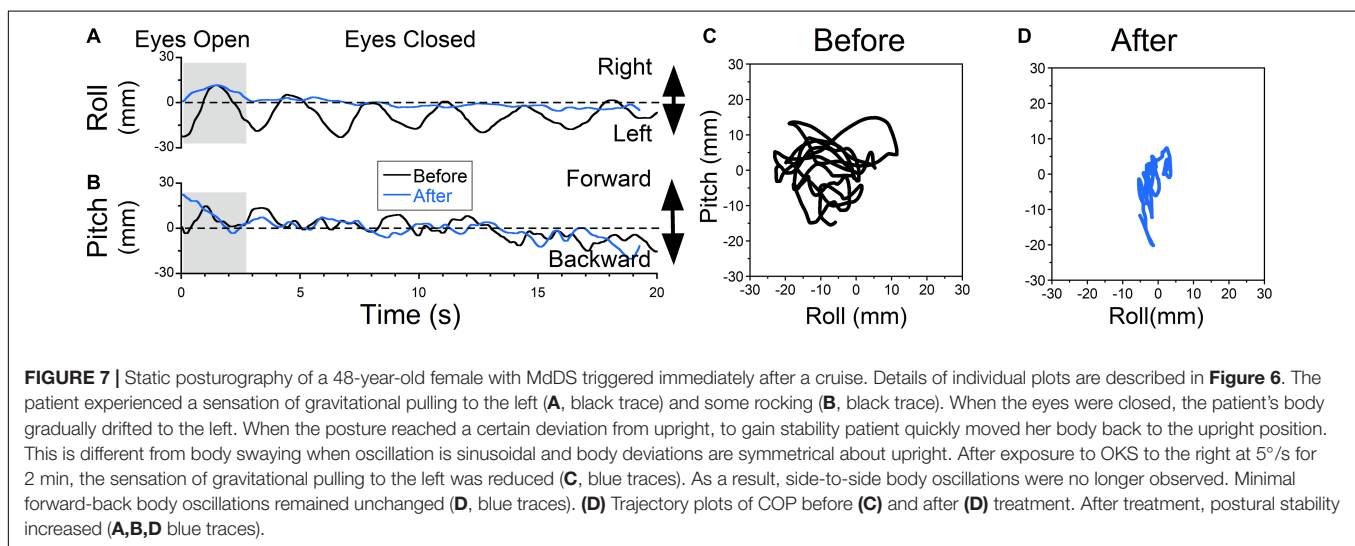 A Eyes Open Eyes Closed
30
0
-30
Roll
(mm)
Right
Left
B
30
0
-30
Pitch
(mm)
Before
After
Forward
Backward
0 5 10 15 20
Time (s)
C Before
30
20
10
0
-10
-20
-30
Pitch (mm)
-30 -20 -10 0 10 20 30
Roll (mm)
D After
30
20
10
0
-10
-20
-30
-30 -20 -10 0 10 20 30
Roll(mm)
FIGURE 7 | Static posturography of a 48-year-old female with MdDS triggered immediately after a cruise. Details of individual plots are described in Figure 6. The
patient experienced a sensation of gravitational pulling to the left (A, black trace) and some rocking (B, black trace). When the eyes were closed, the patient's body
gradually drifted to the left. When the posture reached a certain deviation from upright, to gain stability patient quickly moved her body back to the upright position.
This is different from body swaying when oscillation is sinusoidal and body deviations are symmetrical about upright. After exposure to OKS to the right at 5°/s for
2 min, the sensation of gravitational pulling to the left was reduced (C, blue traces). As a result, side-to-side body oscillations were no longer observed. Minimal
forward-back body oscillations remained unchanged (D, blue traces). (D) Trajectory plots of COP before (C) and after (D) treatment. After treatment, postural stability
increased (A,B,D blue traces).